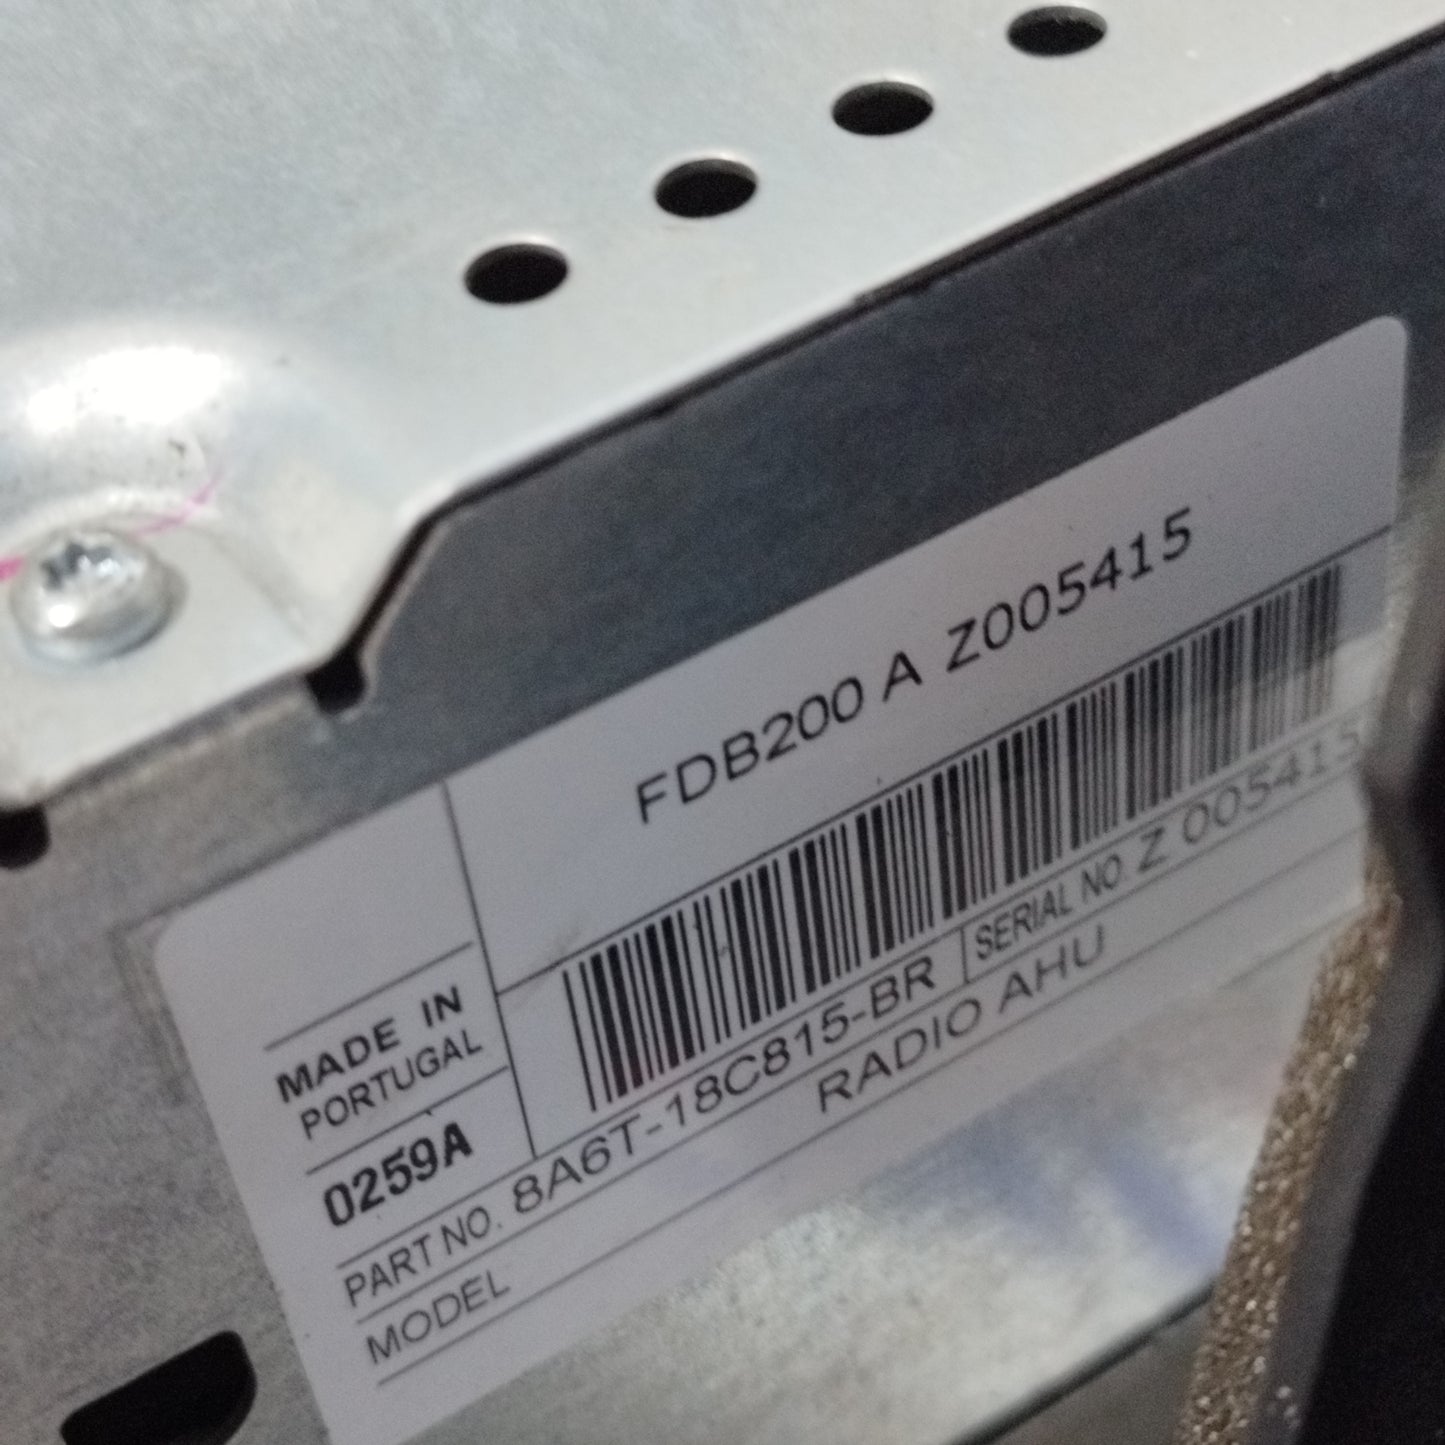 FDB200 A Z005415
MADE IN
PORTUGAL
0259A
PART NO. 8A6T-18C815-BR SERIAL NO. Z 005415
MODEL RADIO AHU